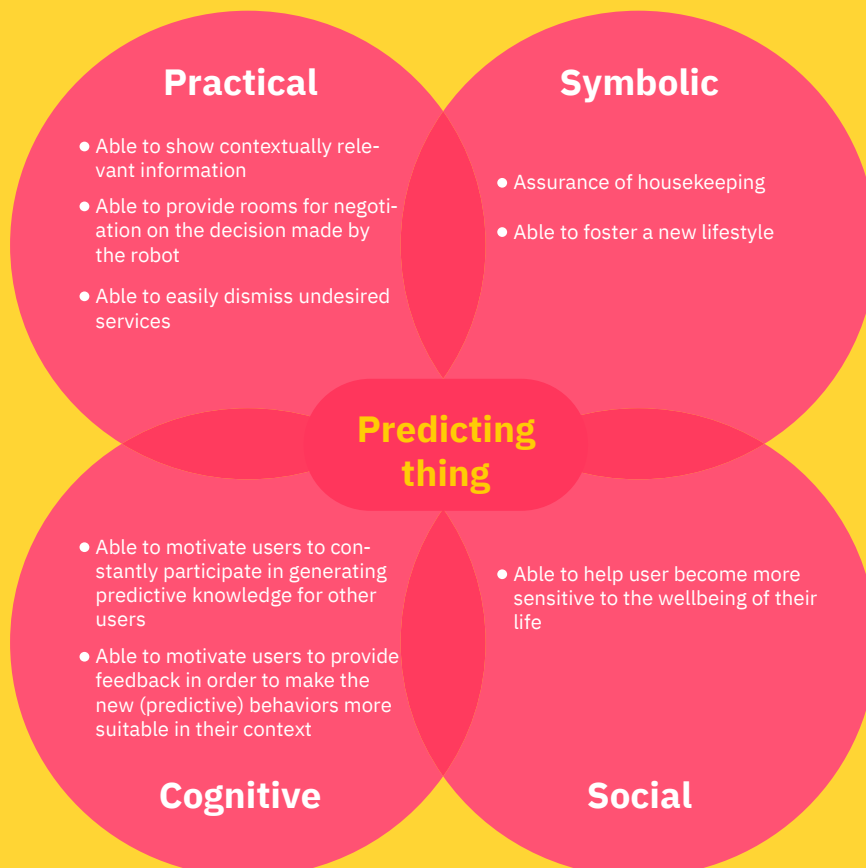 Practical
● Able to show contextually rele-
vant information
● Able to provide rooms for negoti-
ation on the decision made by
the robot
● Able to easily dismiss undesired
services
Symbolic
● Assurance of housekeeping
● Able to foster a new lifestyle
Predicting
thing
● Able to motivate users to con-
stantly participate in generating
predictive knowledge for other
users
● Able to motivate users to provide
feedback in order to make the
new (predictive) behaviors more
suitable in their context
Cognitive
● Able to help user become more
sensitive to the wellbeing of their
life
Social